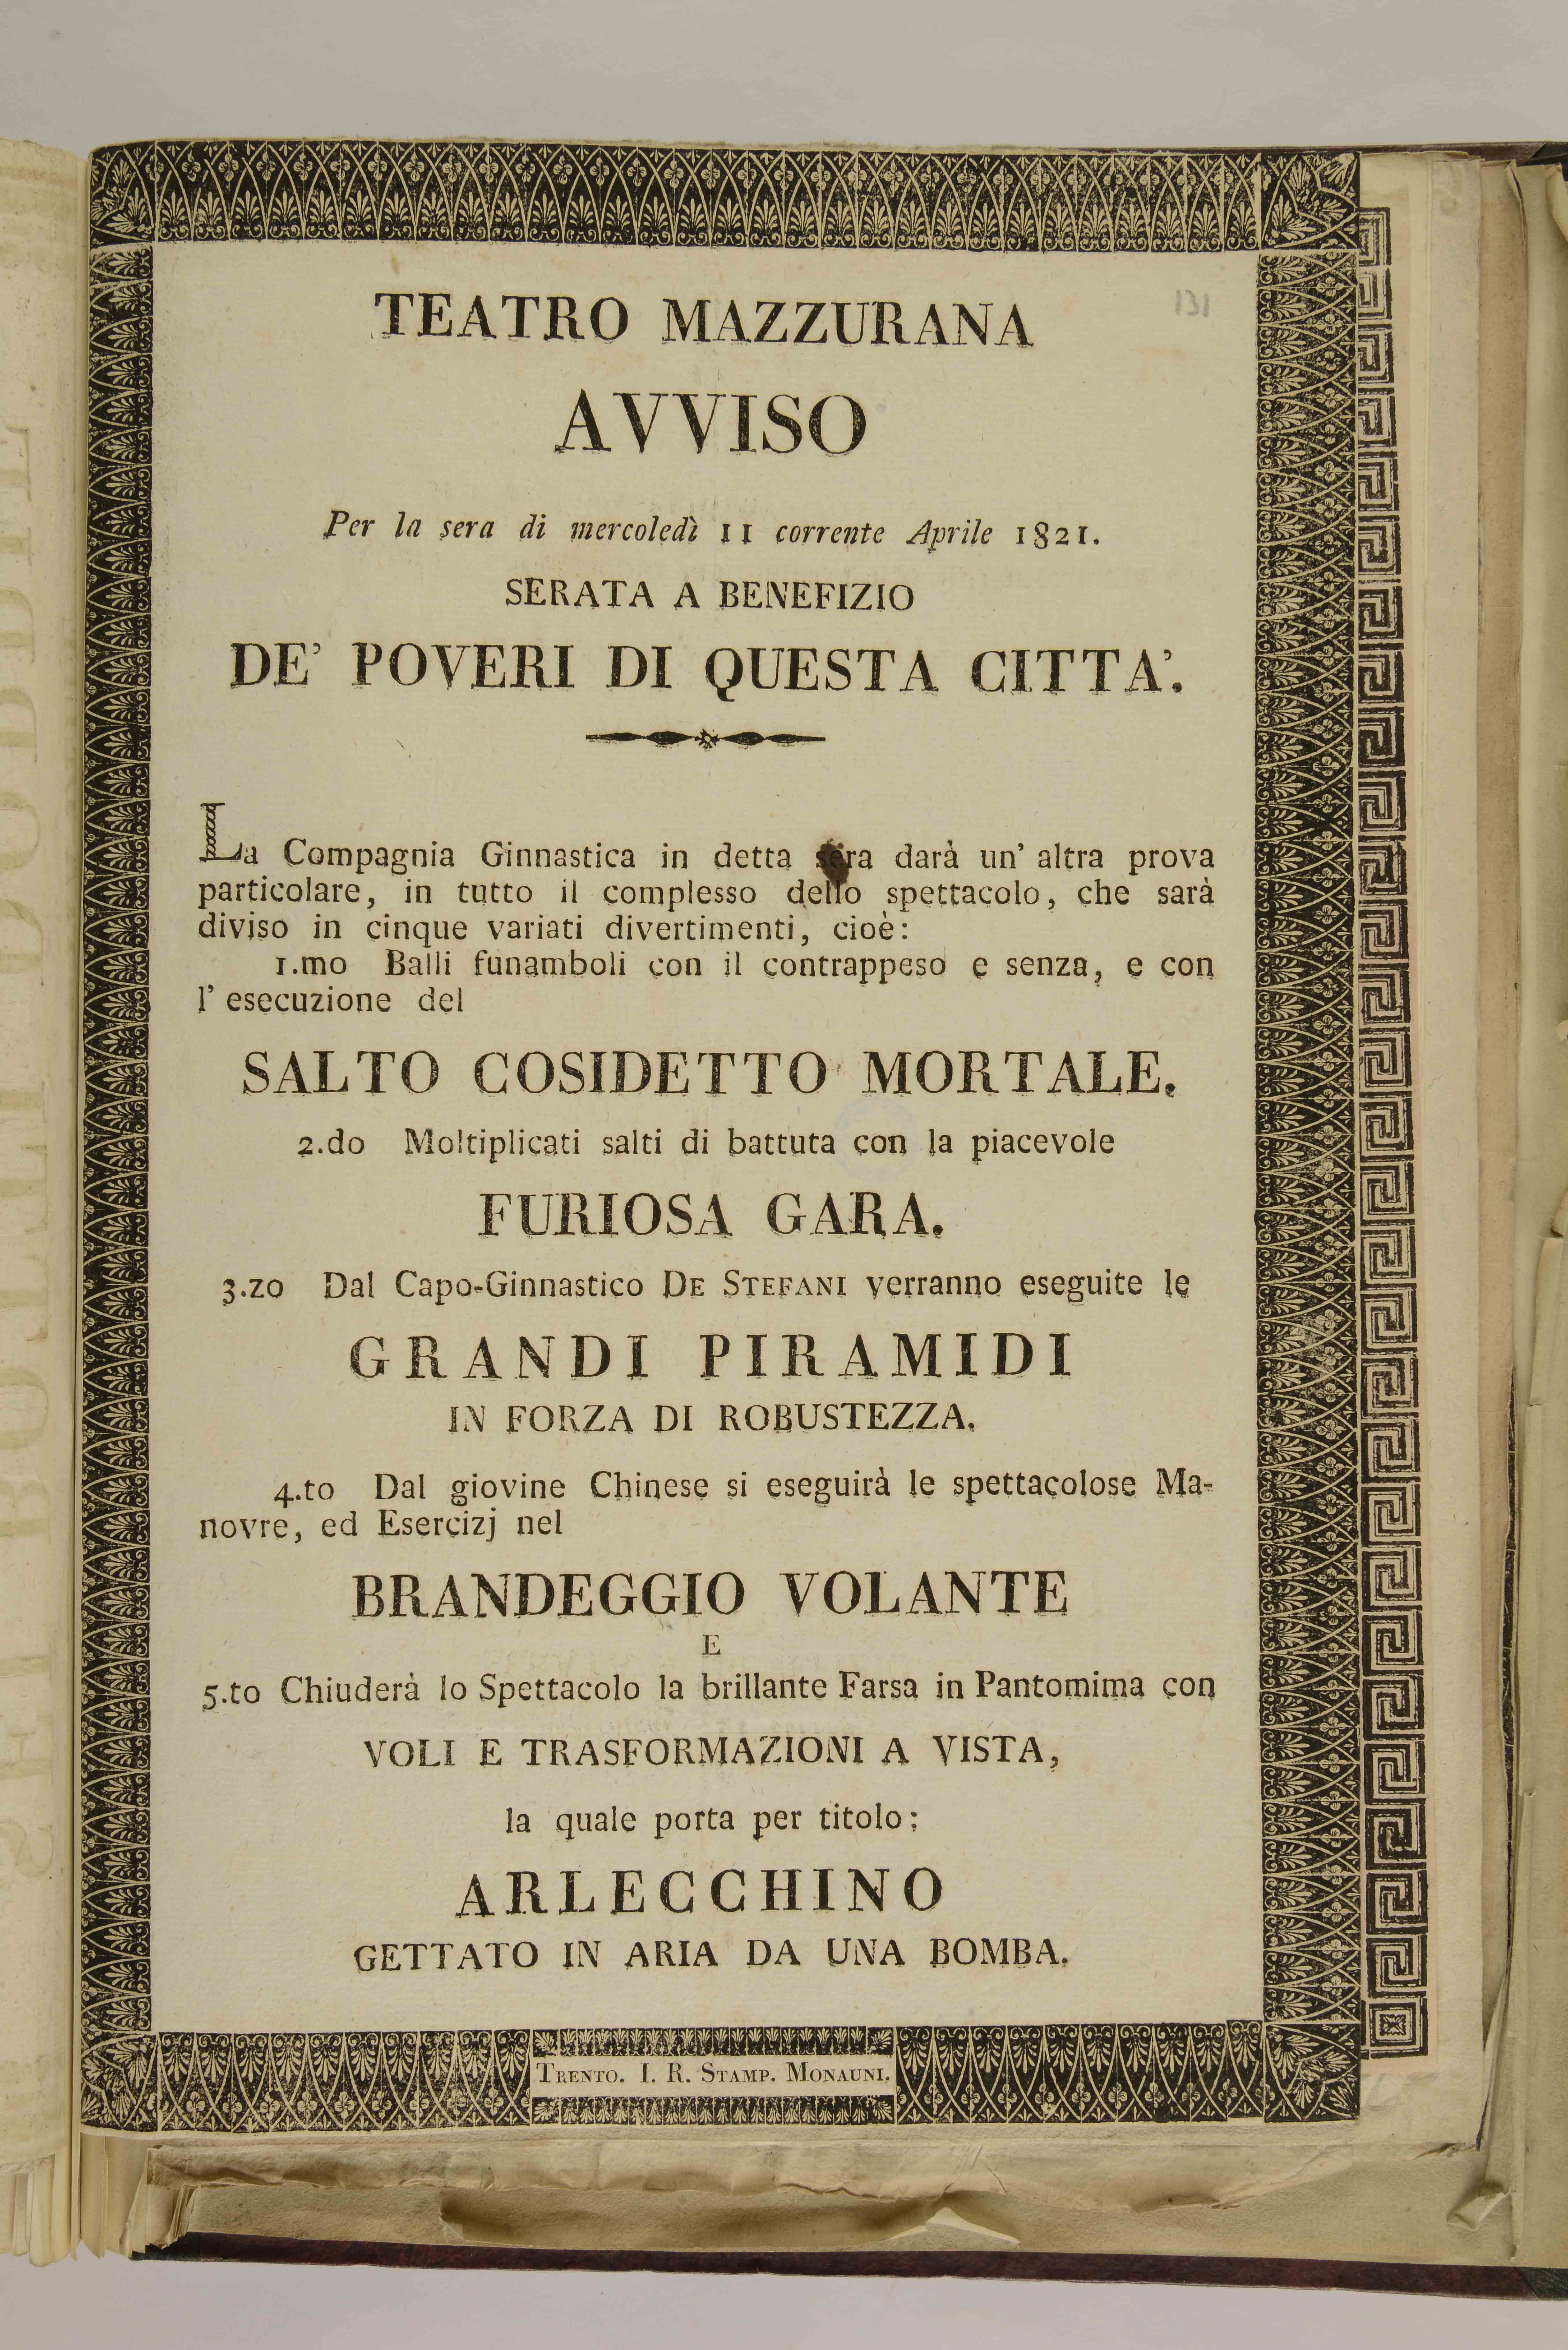 131
TEATRO MAZZURANA
AVVISO
Per la sera di mercoledì 11 corrente Aprile 1821.
SERATA A BENEFIZIO
DE' POVERI DI QUESTA CITTA'.
La Compagnia Ginnastica in detta sera darà un' altra prova
particolare, in tutto il complesso dello spettacolo, che sarà
diviso in cinque variati divertimenti, cioè:
1.mo Balli funamboli con il contrappeso e senza, e con
l' esecuzione del
SALTO COSIDETTO MORTALE.
2.do Moltiplicati salti di battuta con la piacevole
FURIOSA GARA.
3.zo Dal Capo-Ginnastico DE STEFANI verranno eseguite le
GRANDI PIRAMIDI
IN FORZA DI ROBUSTEZZA.
4.to Dal giovine Chinese si eseguirà le spettacolose Ma-
novre, ed Esercizj nel
BRANDEGGIO VOLANTE
E
5.to Chiuderà lo Spettacolo la brillante Farsa in Pantomima con
VOLI E TRASFORMAZIONI A VISTA,
la quale porta per titolo:
ARLECCHINO
GETTATO IN ARIA DA UNA BOMBA.
TRENTO. I. R. STAMP. MONAUNI.